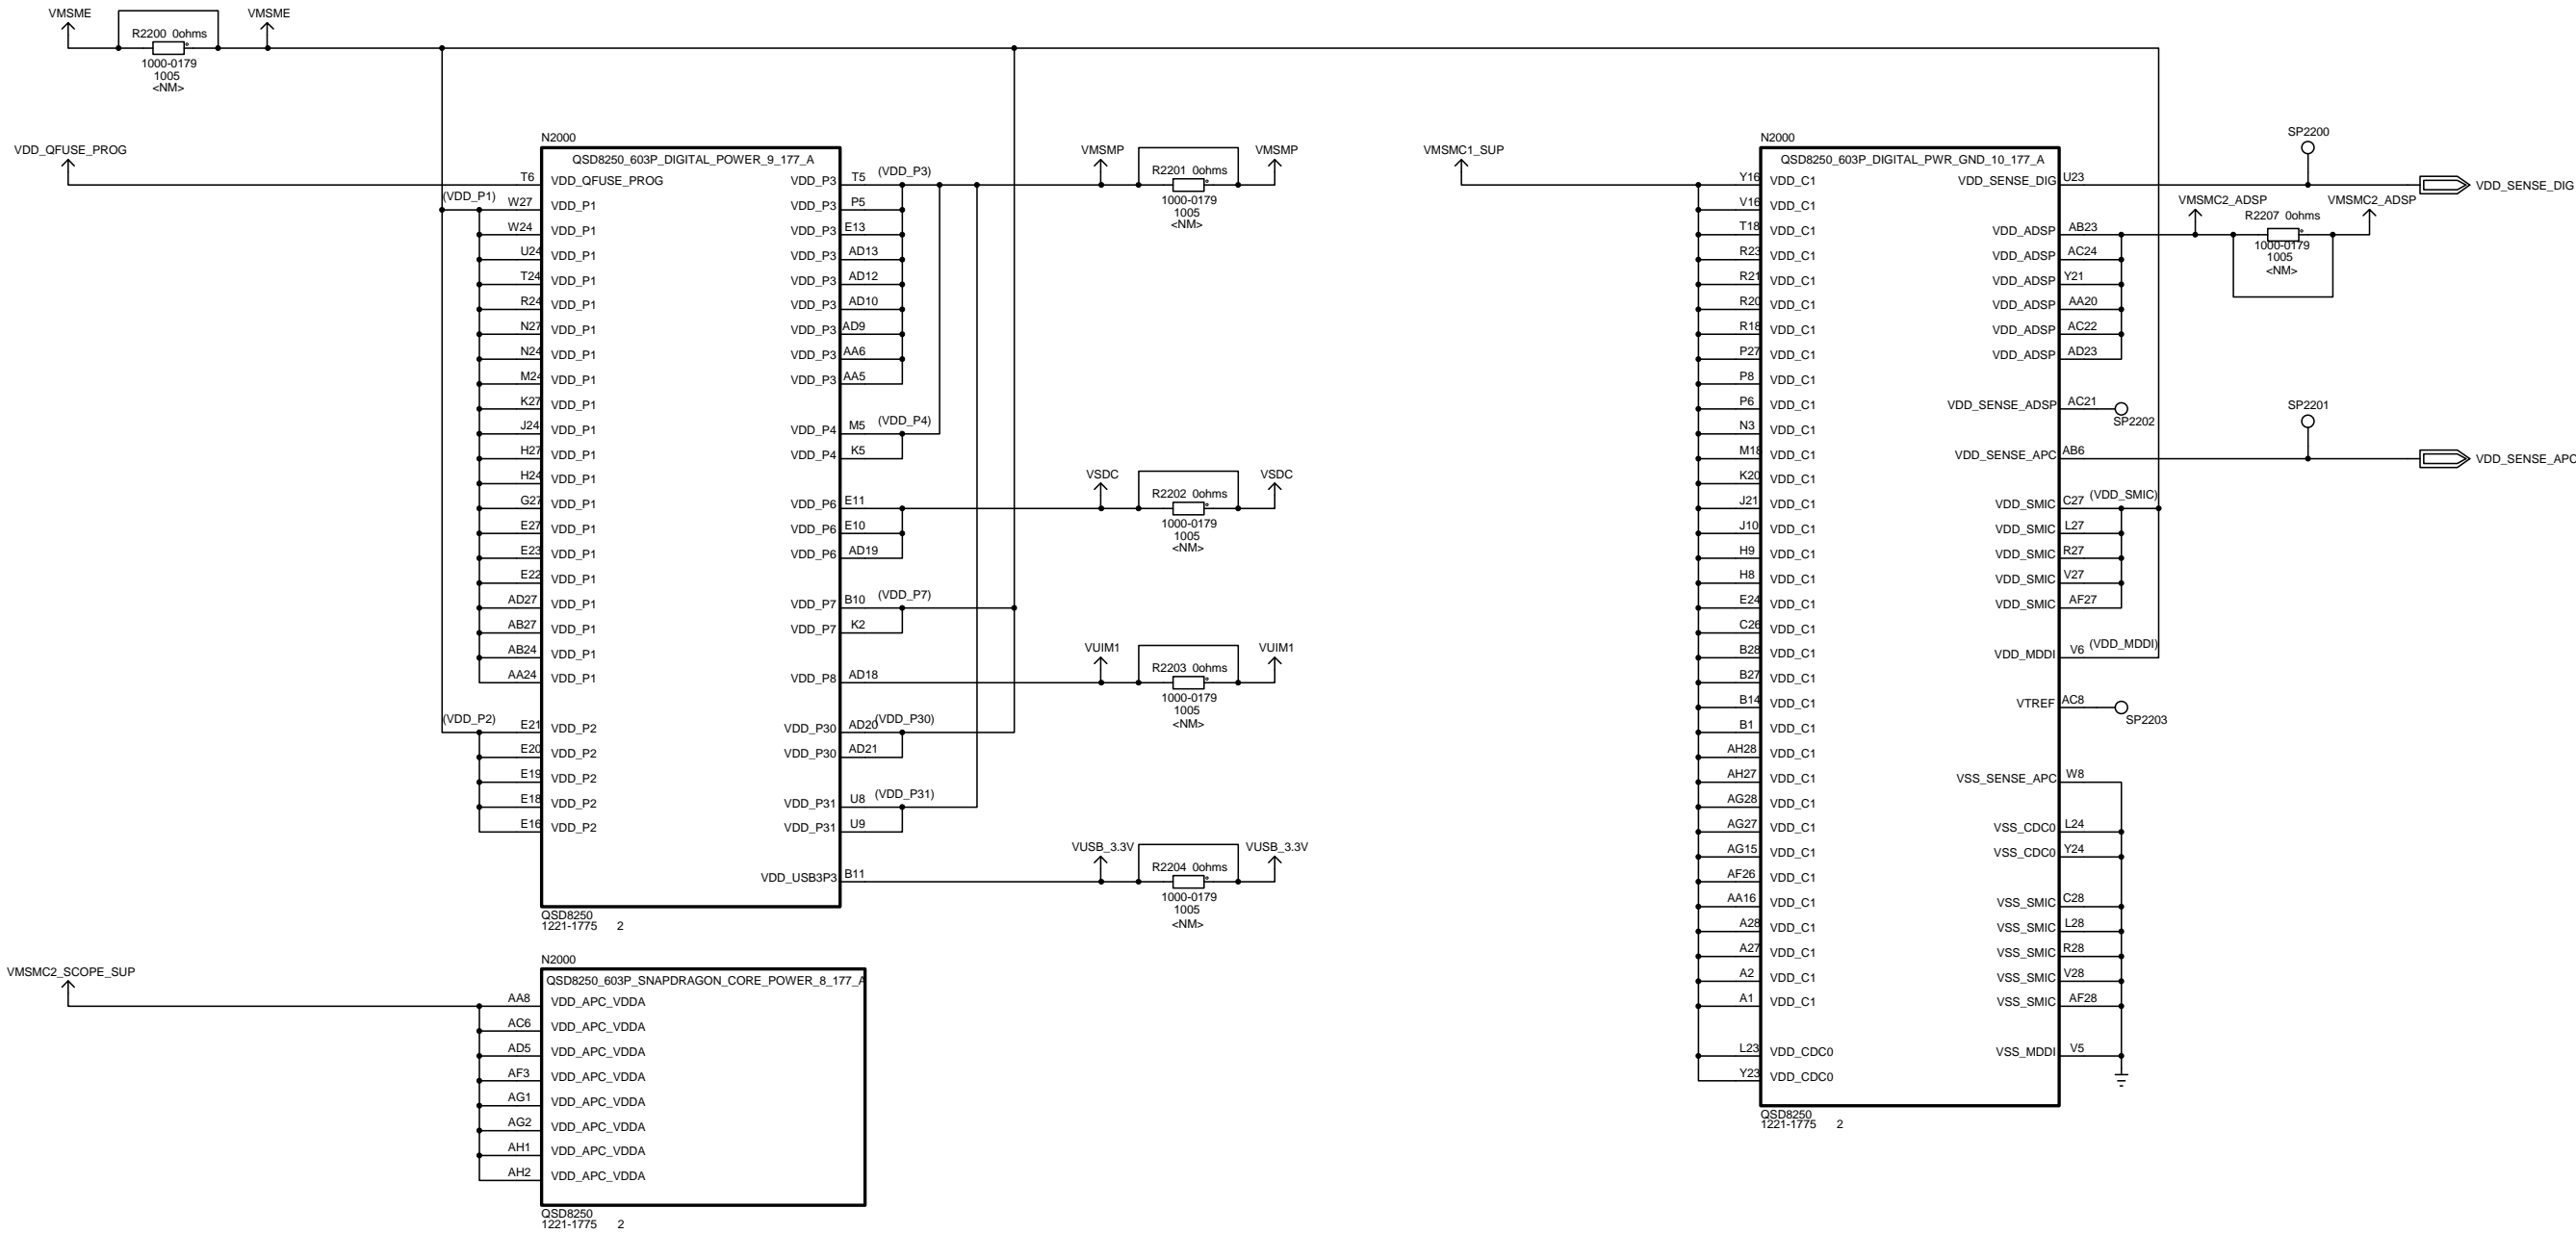 VMSME
VMSME
R2200 0ohms
1000-0179
1005
<NM>
VDD_QFUSE_PROG
N2000
QSD8250_603P_DIGITAL_POWER_9_177_A
T6 VDD_QFUSE_PROG
(VDD_P1)
W27 VDD_P1
W24 VDD_P1
U24 VDD_P1
T24 VDD_P1
R24 VDD_P1
N27 VDD_P1
N24 VDD_P1
M24 VDD_P1
K27 VDD_P1
J24 VDD_P1
H27 VDD_P1
H24 VDD_P1
G27 VDD_P1
E27 VDD_P1
E23 VDD_P1
E22 VDD_P1
AD27 VDD_P1
AB27 VDD_P1
AB24 VDD_P1
AA24 VDD_P1
(VDD_P2)
E21 VDD_P2
E20 VDD_P2
E19 VDD_P2
E18 VDD_P2
E16 VDD_P2
VDD_P3 T5 (VDD_P3)
VDD_P3 P5
VDD_P3 E13
VDD_P3 AD13
VDD_P3 AD12
VDD_P3 AD10
VDD_P3 AD9
VDD_P3 AA6
VDD_P3 AA5
VDD_P4 M5 (VDD_P4)
VDD_P4 K5
VDD_P6 E11
VDD_P6 E10
VDD_P6 AD19
VDD_P7 B10 (VDD_P7)
VDD_P7 K2
VDD_P8 AD18
VDD_P30 AD20 (VDD_P30)
VDD_P30 AD21
VDD_P31 U8 (VDD_P31)
VDD_P31 U9
VDD_USB3P3 B11
QSD8250
1221-1775 2
VMSMP
VMSMP
R2201 0ohms
1000-0179
1005
<NM>
VSDC
VSDC
R2202 0ohms
1000-0179
1005
<NM>
VUIM1
VUIM1
R2203 0ohms
1000-0179
1005
<NM>
VUSB_3.3V
VUSB_3.3V
R2204 0ohms
1000-0179
1005
<NM>
VMSMC2_SCOPE_SUP
N2000
QSD8250_603P_SNAPDRAGON_CORE_POWER_8_177_A
AA8 VDD_APC_VDDA
AC6 VDD_APC_VDDA
AD5 VDD_APC_VDDA
AF3 VDD_APC_VDDA
AG1 VDD_APC_VDDA
AG2 VDD_APC_VDDA
AH1 VDD_APC_VDDA
AH2 VDD_APC_VDDA
QSD8250
1221-1775 2
VMSMC1_SUP
N2000
QSD8250_603P_DIGITAL_PWR_GND_10_177_A
Y16 VDD_C1
V16 VDD_C1
T18 VDD_C1
R23 VDD_C1
R21 VDD_C1
R20 VDD_C1
R18 VDD_C1
P27 VDD_C1
P8 VDD_C1
P6 VDD_C1
N3 VDD_C1
M18 VDD_C1
K20 VDD_C1
J21 VDD_C1
J10 VDD_C1
H9 VDD_C1
H8 VDD_C1
E24 VDD_C1
C26 VDD_C1
B28 VDD_C1
B27 VDD_C1
B14 VDD_C1
B1 VDD_C1
AH28 VDD_C1
AH27 VDD_C1
AG28 VDD_C1
AG27 VDD_C1
AG15 VDD_C1
AF26 VDD_C1
AA16 VDD_C1
A28 VDD_C1
A27 VDD_C1
A2 VDD_C1
A1 VDD_C1
L23 VDD_CDC0
Y23 VDD_CDC0
VDD_SENSE_DIG U23
VDD_ADSP AB23
VDD_ADSP AC24
VDD_ADSP Y21
VDD_ADSP AA20
VDD_ADSP AC22
VDD_ADSP AD23
VDD_SENSE_ADSP AC21
SP2202
VDD_SENSE_APC AB6
VDD_SMIC C27 (VDD_SMIC)
VDD_SMIC L27
VDD_SMIC R27
VDD_SMIC V27
VDD_SMIC AF27
VDD_MDDI V6 (VDD_MDDI)
VTREF AC8
SP2203
VSS_SENSE_APC W8
VSS_CDC0 L24
VSS_CDC0 Y24
VSS_SMIC C28
VSS_SMIC L28
VSS_SMIC R28
VSS_SMIC V28
VSS_SMIC AF28
VSS_MDDI V5
QSD8250
1221-1775 2
SP2200
VDD_SENSE_DIG
VMSMC2_ADSP
VMSMC2_ADSP
R2207 0ohms
1000-0179
1005
<NM>
SP2201
VDD_SENSE_APC